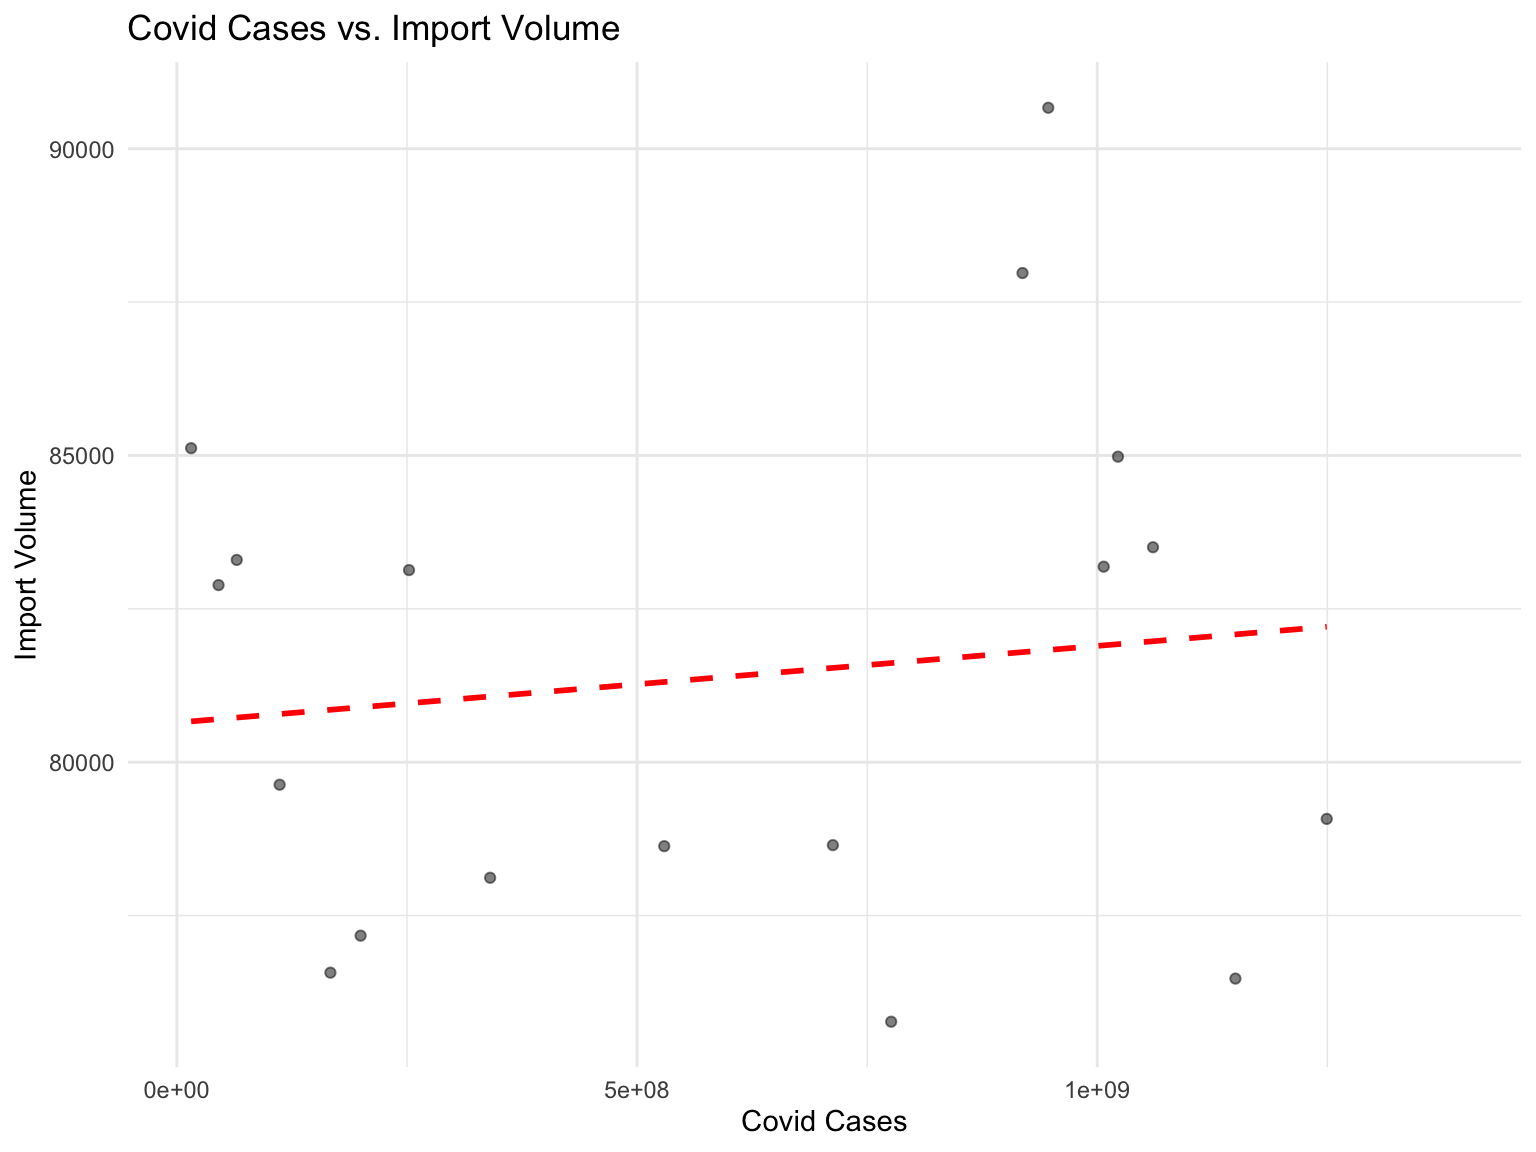 Covid Cases vs. Import Volume
90000
85000
80000
Import Volume
0e+00 5e+08 1e+09
Covid Cases